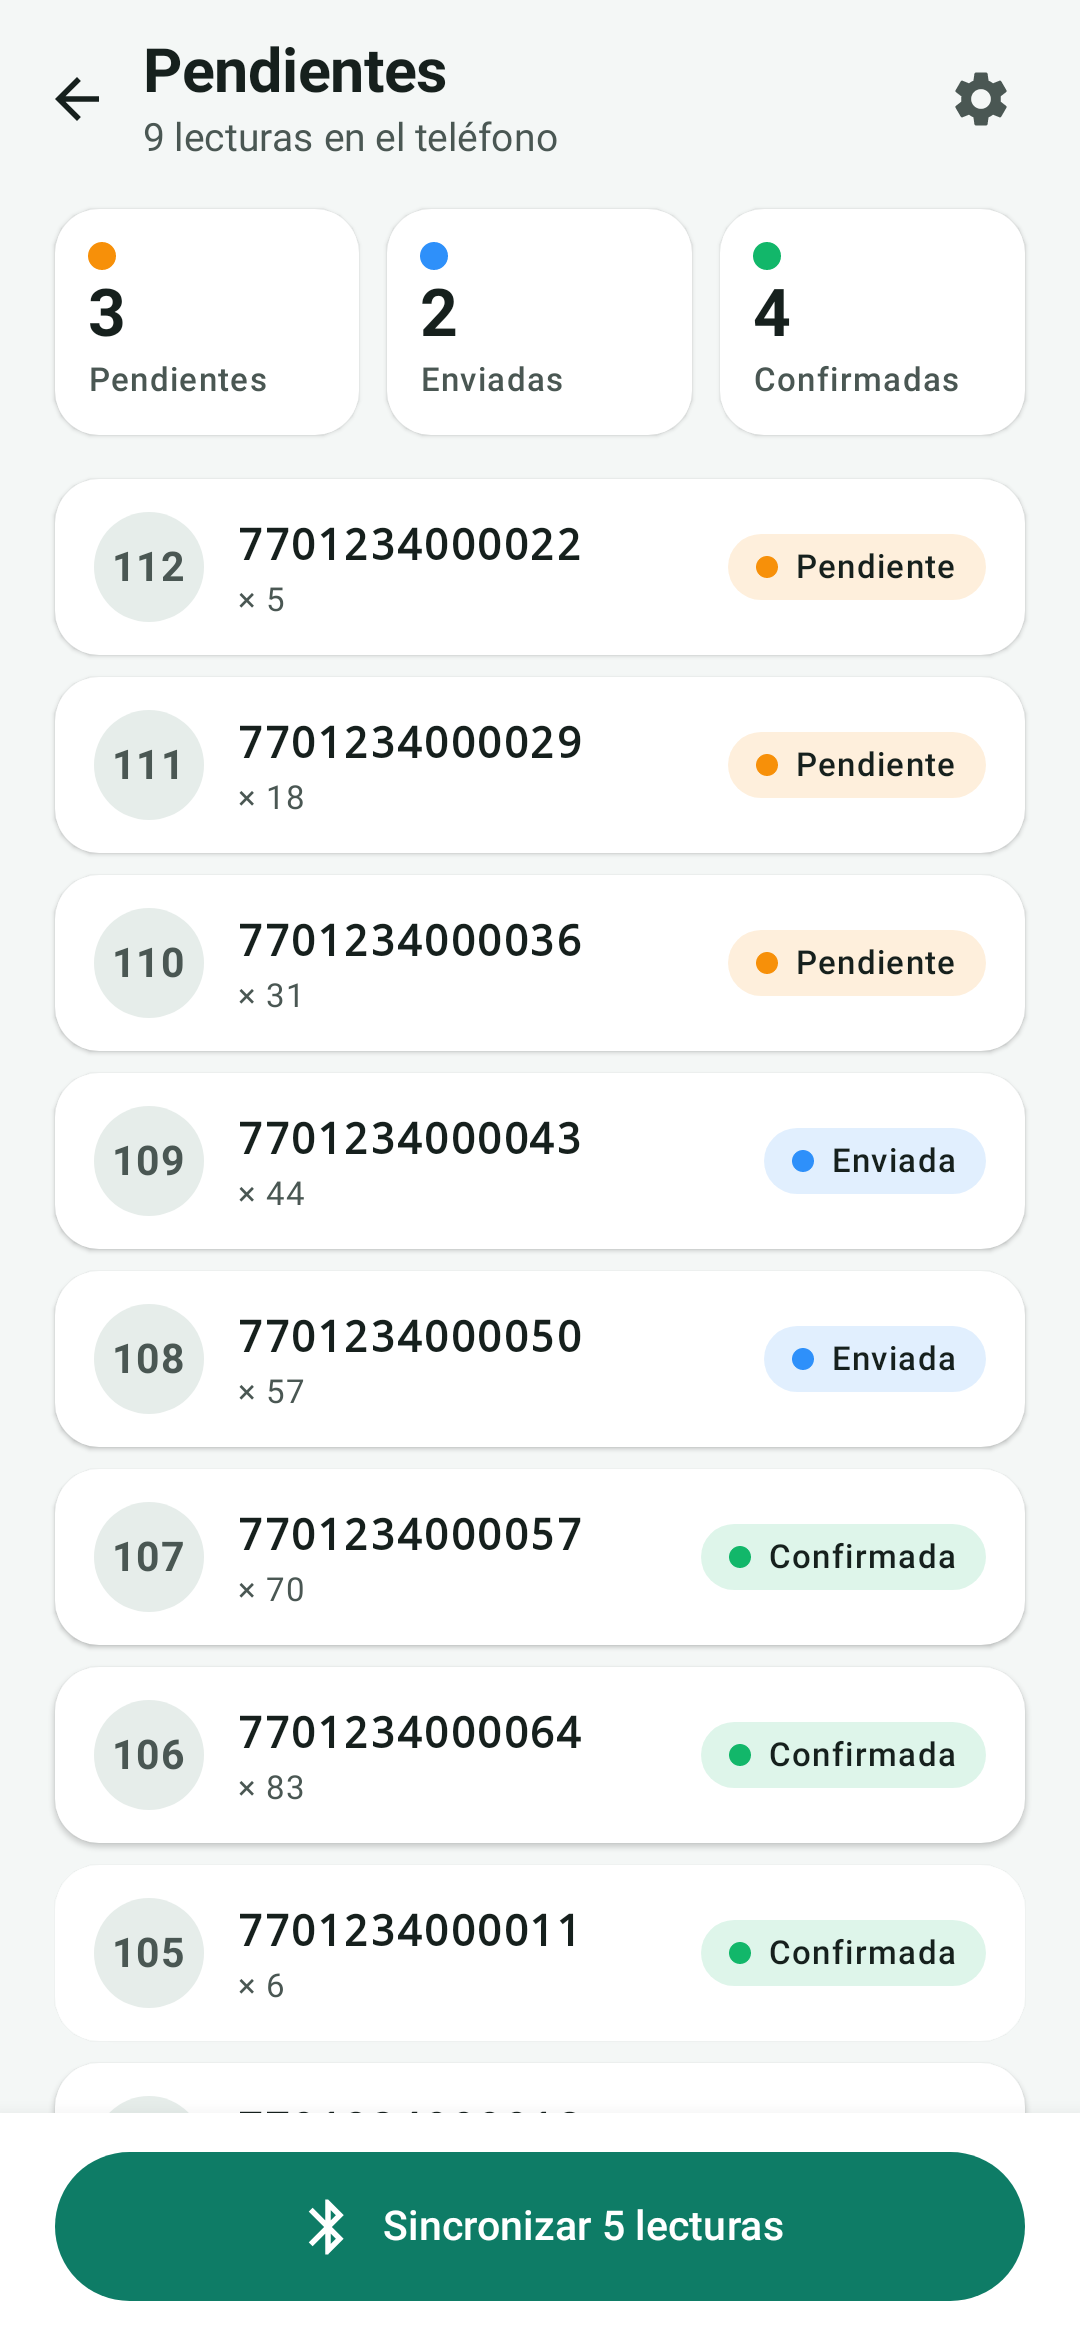 Pendientes
9 lecturas en el teléfono
3
Pendientes
2
Enviadas
4
Confirmadas
112
7701234000022
× 5
Pendiente
111
7701234000029
× 18
Pendiente
110
7701234000036
× 31
Pendiente
109
7701234000043
× 44
Enviada
108
7701234000050
× 57
Enviada
107
7701234000057
× 70
Confirmada
106
7701234000064
× 83
Confirmada
105
7701234000011
× 6
Confirmada
Sincronizar 5 lecturas